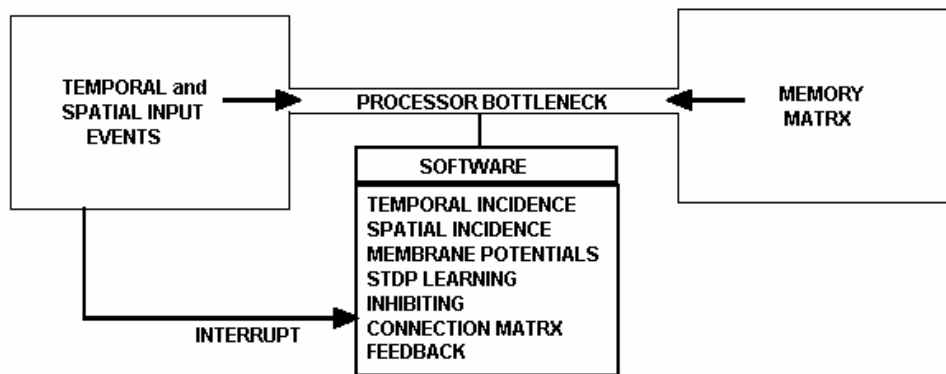 TEMPORAL and
SPATIAL INPUT
EVENTS
PROCESSOR BOTTLENECK
MEMORY
MATRX
SOFTWARE
TEMPORAL INCIDENCE
SPATIAL INCIDENCE
MEMBRANE POTENTIALS
STDP LEARNING
INHIBITING
CONNECTION MATRX
FEEDBACK
INTERRUPT